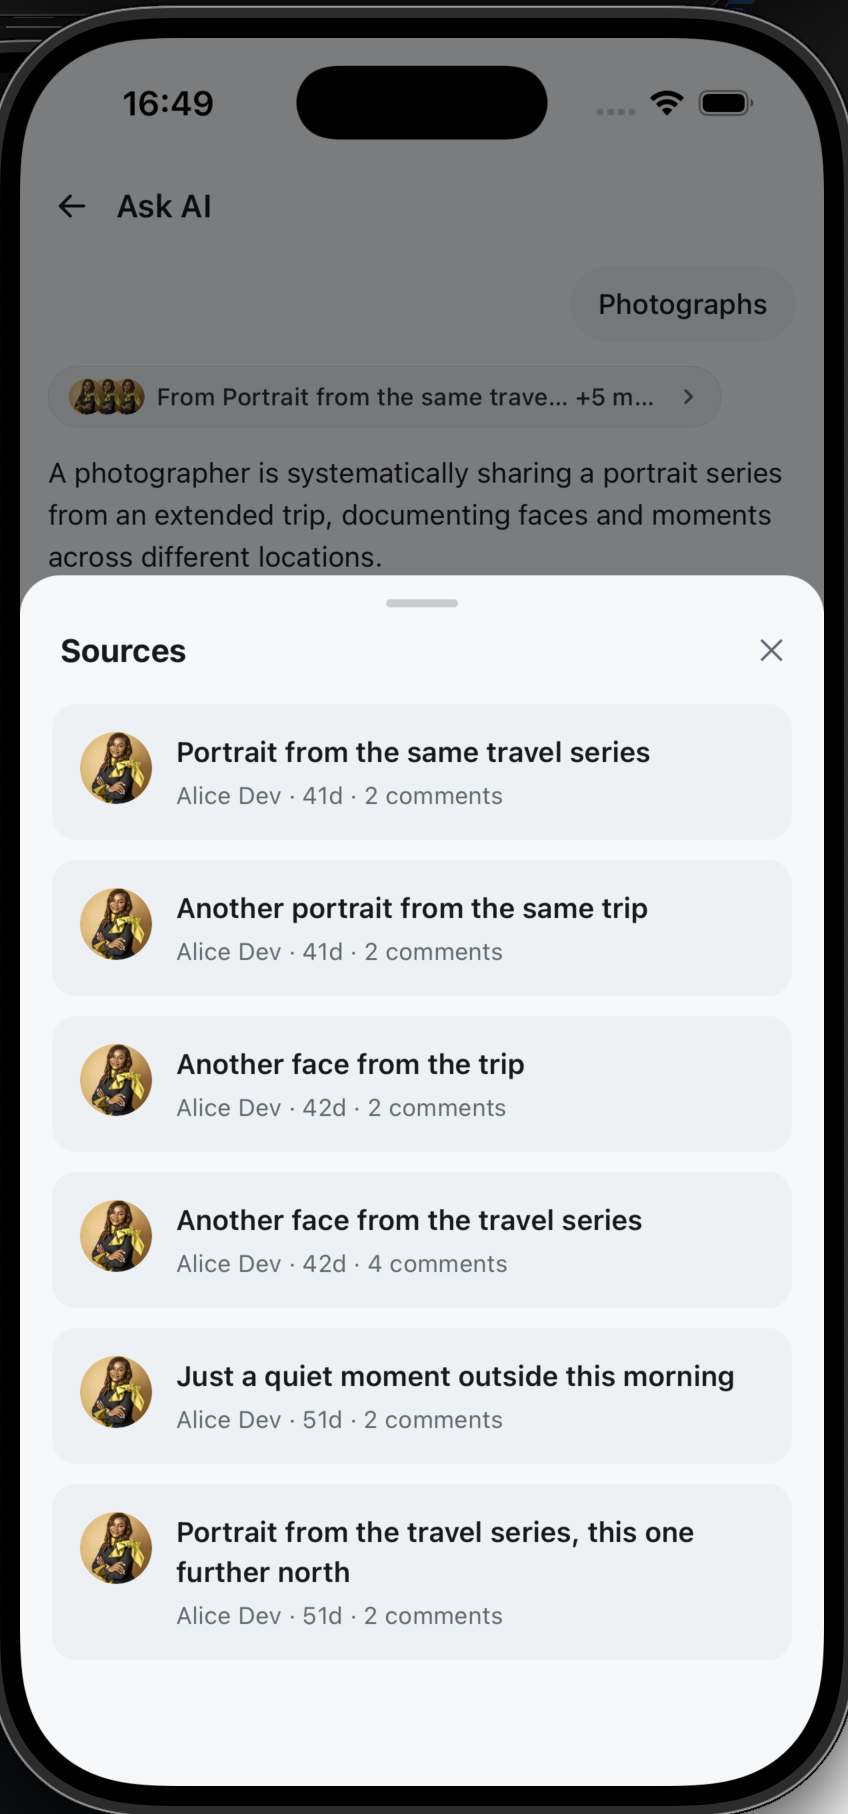 16:49
Ask AI
Photographs
From Portrait from the same trave... +5 m...
A photographer is systematically sharing a portrait series
from an extended trip, documenting faces and moments
across different locations.
Sources
Portrait from the same travel series
Alice Dev · 41d · 2 comments
Another portrait from the same trip
Alice Dev · 41d · 2 comments
Another face from the trip
Alice Dev · 42d · 2 comments
Another face from the travel series
Alice Dev · 42d · 4 comments
Just a quiet moment outside this morning
Alice Dev · 51d · 2 comments
Portrait from the travel series, this one
further north
Alice Dev · 51d · 2 comments